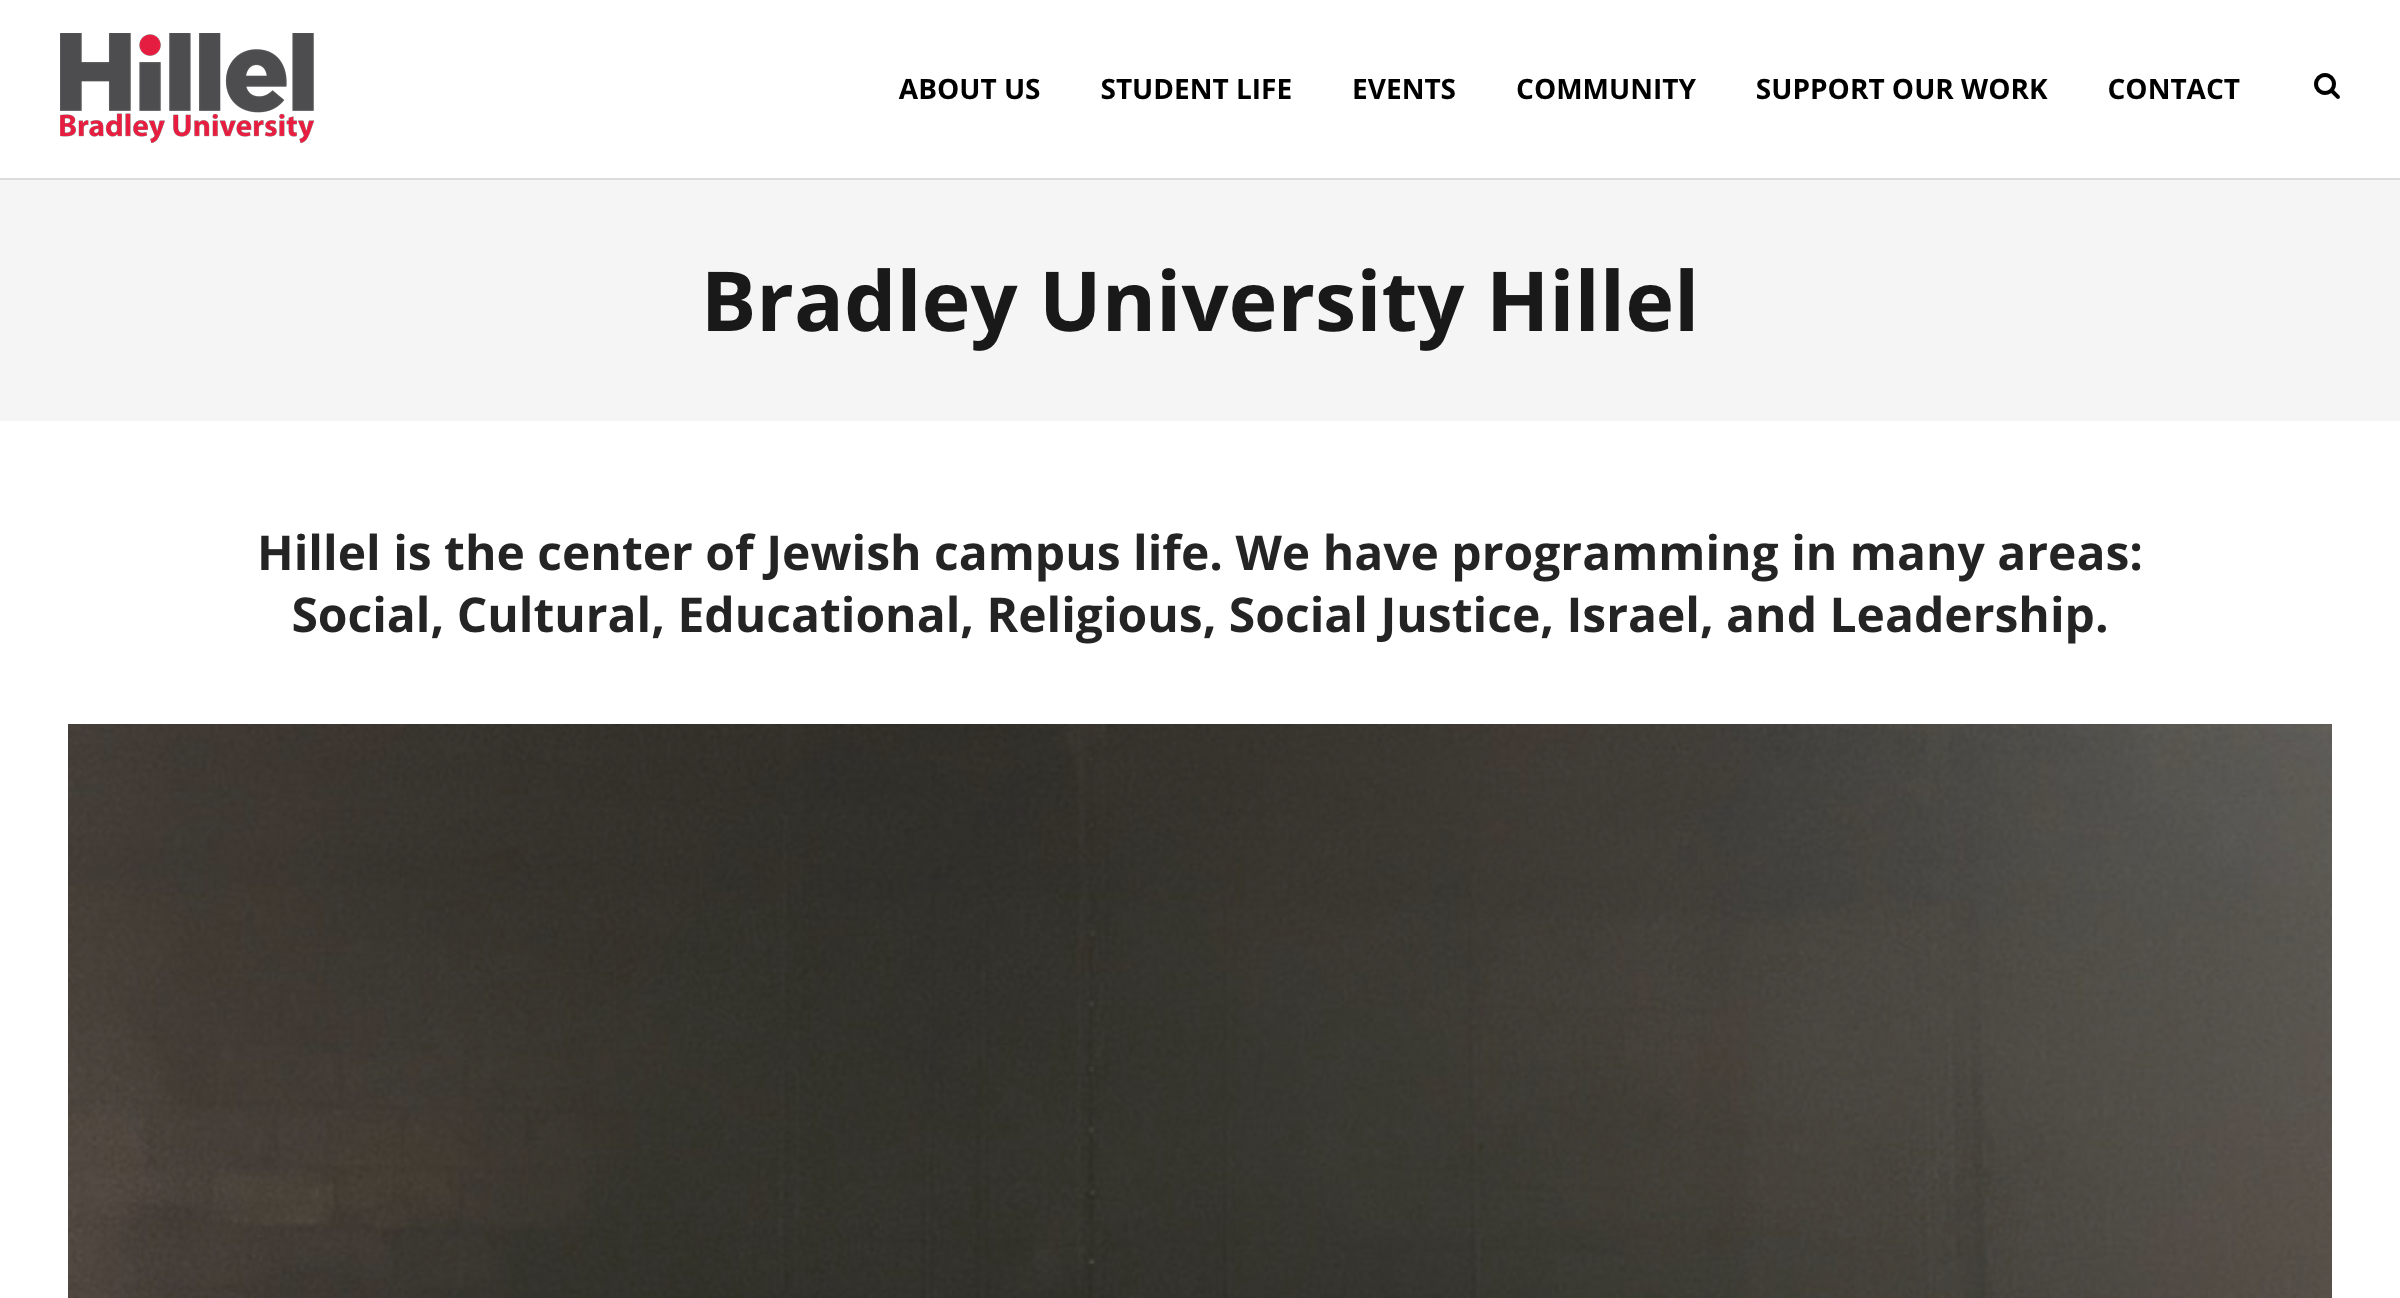 Hillel
Bradley University
ABOUT US
STUDENT LIFE
EVENTS
COMMUNITY
SUPPORT OUR WORK
CONTACT
Bradley University Hillel
Hillel is the center of Jewish campus life. We have programming in many areas:
Social, Cultural, Educational, Religious, Social Justice, Israel, and Leadership.